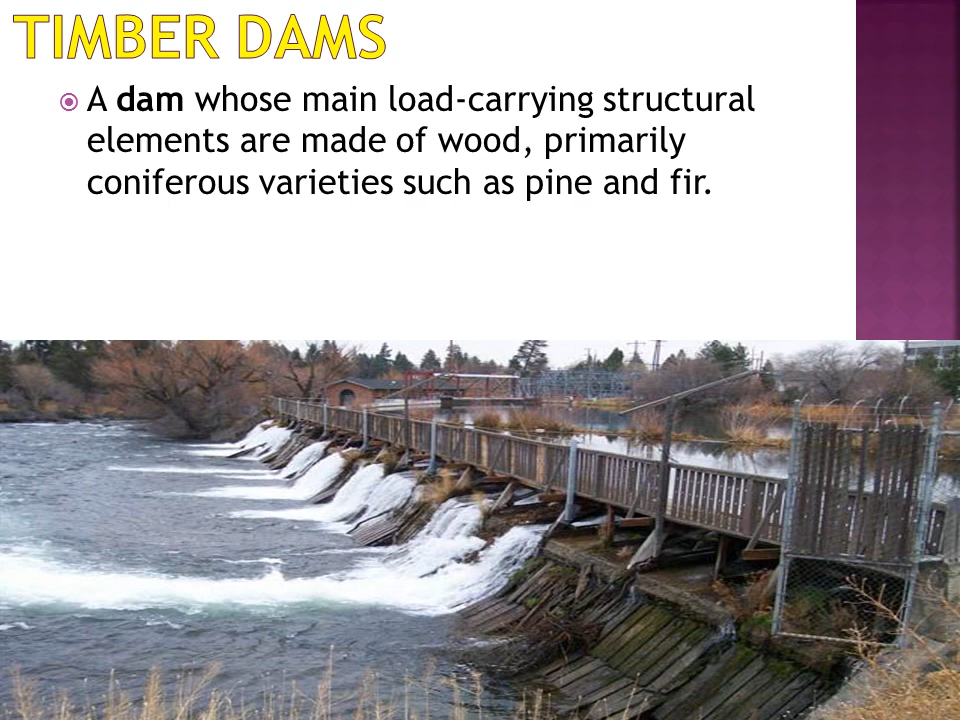 TIMBER DAMS
A dam whose main load-carrying structural
elements are made of wood, primarily
coniferous varieties such as pine and fir.